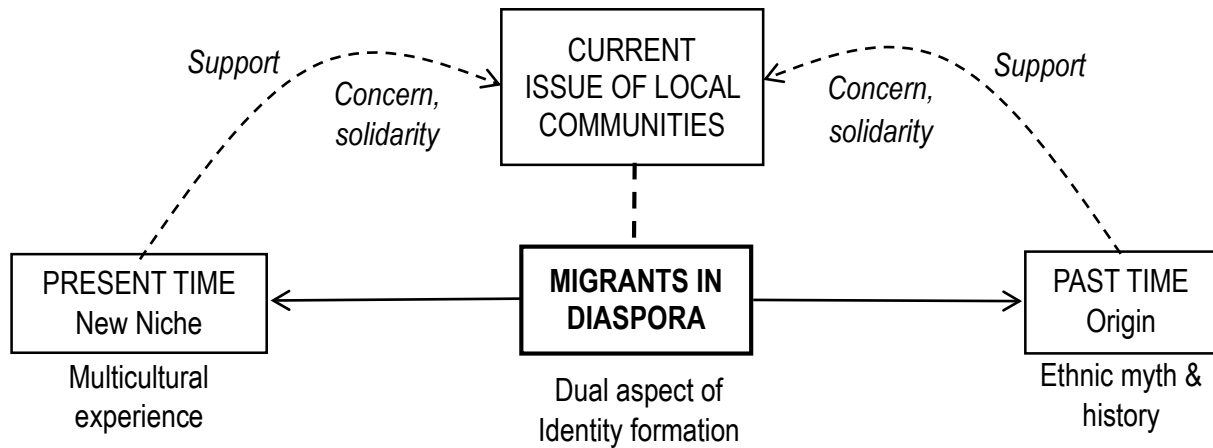 Support
Concern,
solidarity
CURRENT
ISSUE OF LOCAL
COMMUNITIES
Support
Concern,
solidarity
PRESENT TIME
New Niche
Multicultural
experience
MIGRANTS IN
DIASPORA
Dual aspect of
Identity formation
PAST TIME
Origin
Ethnic myth &
history